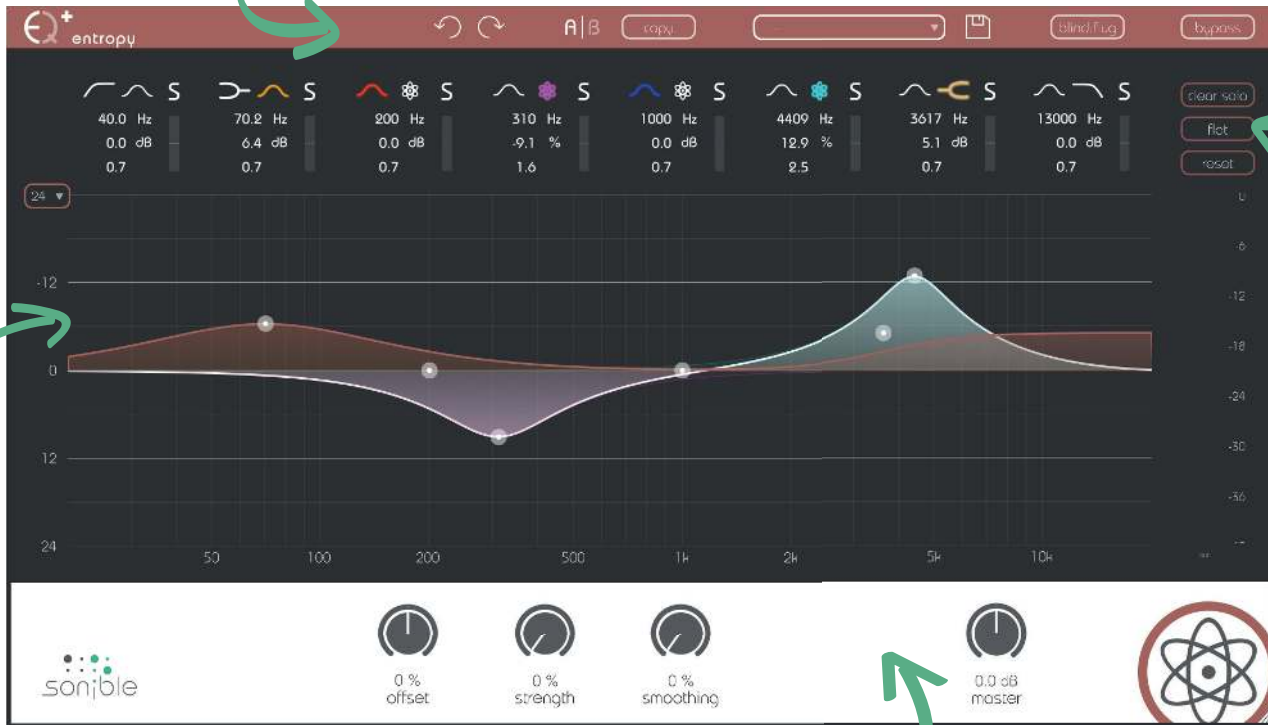 EQ+ entropy
A|B copy blind flug bypass
S S S S S S S S
40.0 Hz 70.2 Hz 200 Hz 310 Hz 1000 Hz 4409 Hz 3617 Hz 13000 Hz
0.0 dB 6.4 dB 0.0 dB -9.1 % 0.0 dB 12.9 % 5.1 dB 0.0 dB
0.7 0.7 0.7 1.6 0.7 2.5 0.7 0.7
clear solo
flat
reset
24
-12
0
12
24
0
-6
-12
-18
-24
-30
-36
50 100 200 500 1k 2k 5k 10k
sonible
0 % 0 % 0 % 0.0 dB
offset strength smoothing master